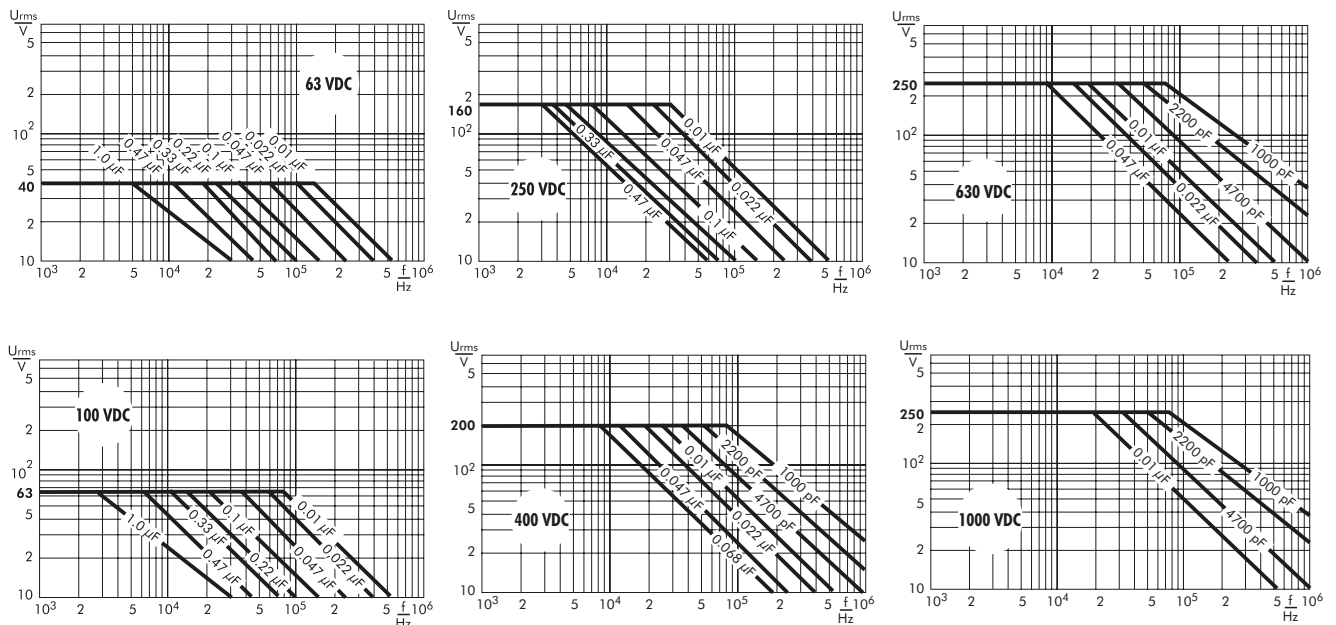 Urms
V
5
2
10²
5
40
2
10
63 VDC
1.0 µF
0.47 µF
0.33 µF
0.22 µF
0.1 µF
0.047 µF
0.022 µF
0.01 µF
10³ 2 5 10⁴ 2 5 10⁵ 2 f 10⁶
Hz
Urms
V
5
2
160
10²
5
2
10
250 VDC
0.01 µF
0.33 µF
0.047 µF
0.47 µF
0.022 µF
0.1 µF
10³ 2 5 10⁴ 2 5 10⁵ 2 f 10⁶
Hz
Urms
V
5
250
2
10²
5
2
10
630 VDC
2200 pF
1000 pF
0.01 µF
0.047 µF
4700 pF
0.022 µF
10³ 2 5 10⁴ 2 5 10⁵ 2 5 f 10⁶
Hz
Urms
V
5
2
10²
63
5
2
10
100 VDC
0.01 µF
1.0 µF
0.33 µF
0.1 µF
0.47 µF
0.22 µF
0.047 µF
0.022 µF
10³ 2 5 10⁴ 2 5 10⁵ 2 f 10⁶
Hz
Urms
V
5
200
10²
5
2
10
400 VDC
2200 pF
1000 pF
0.01 µF
0.047 µF
4700 pF
0.022 µF
0.068 µF
10³ 2 5 10⁴ 2 5 10⁵ 2 f 10⁶
Hz
Urms
V
5
250
2
10²
5
2
10
1000 VDC
2200 pF
1000 pF
0.01 µF
4700 pF
10³ 2 5 10⁴ 2 5 10⁵ 2 5 f 10⁶
Hz